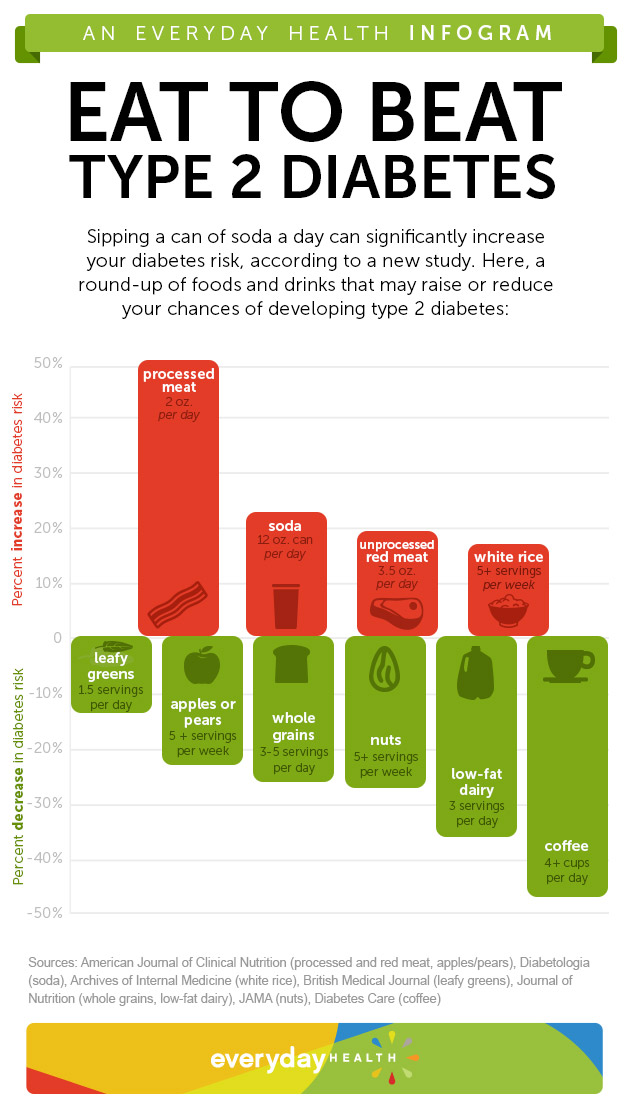 AN EVERYDAY HEALTH INFOGRAM
EAT TO BEAT
TYPE 2 DIABETES
Sipping a can of soda a day can significantly increase
your diabetes risk, according to a new study. Here, a
round-up of foods and drinks that may raise or reduce
your chances of developing type 2 diabetes:
Percent increase in diabetes risk
50%
40%
30%
20%
10%
0
-10%
-20%
-30%
-40%
-50%
Percent decrease in diabetes risk
processed
meat
2 oz.
per day
soda
12 oz. can
per day
unprocessed
red meat
3.5 oz.
per day
white rice
5+ servings
per week
leafy
greens
1.5 servings
per day
apples or
pears
5 + servings
per week
whole
grains
3-5 servings
per day
nuts
5+ servings
per week
low-fat
dairy
3 servings
per day
coffee
4+ cups
per day
Sources: American Journal of Clinical Nutrition (processed and red meat, apples/pears), Diabetologia
(soda), Archives of Internal Medicine (white rice), British Medical Journal (leafy greens), Journal of
Nutrition (whole grains, low-fat dairy), JAMA (nuts), Diabetes Care (coffee)
everyday HEALTH